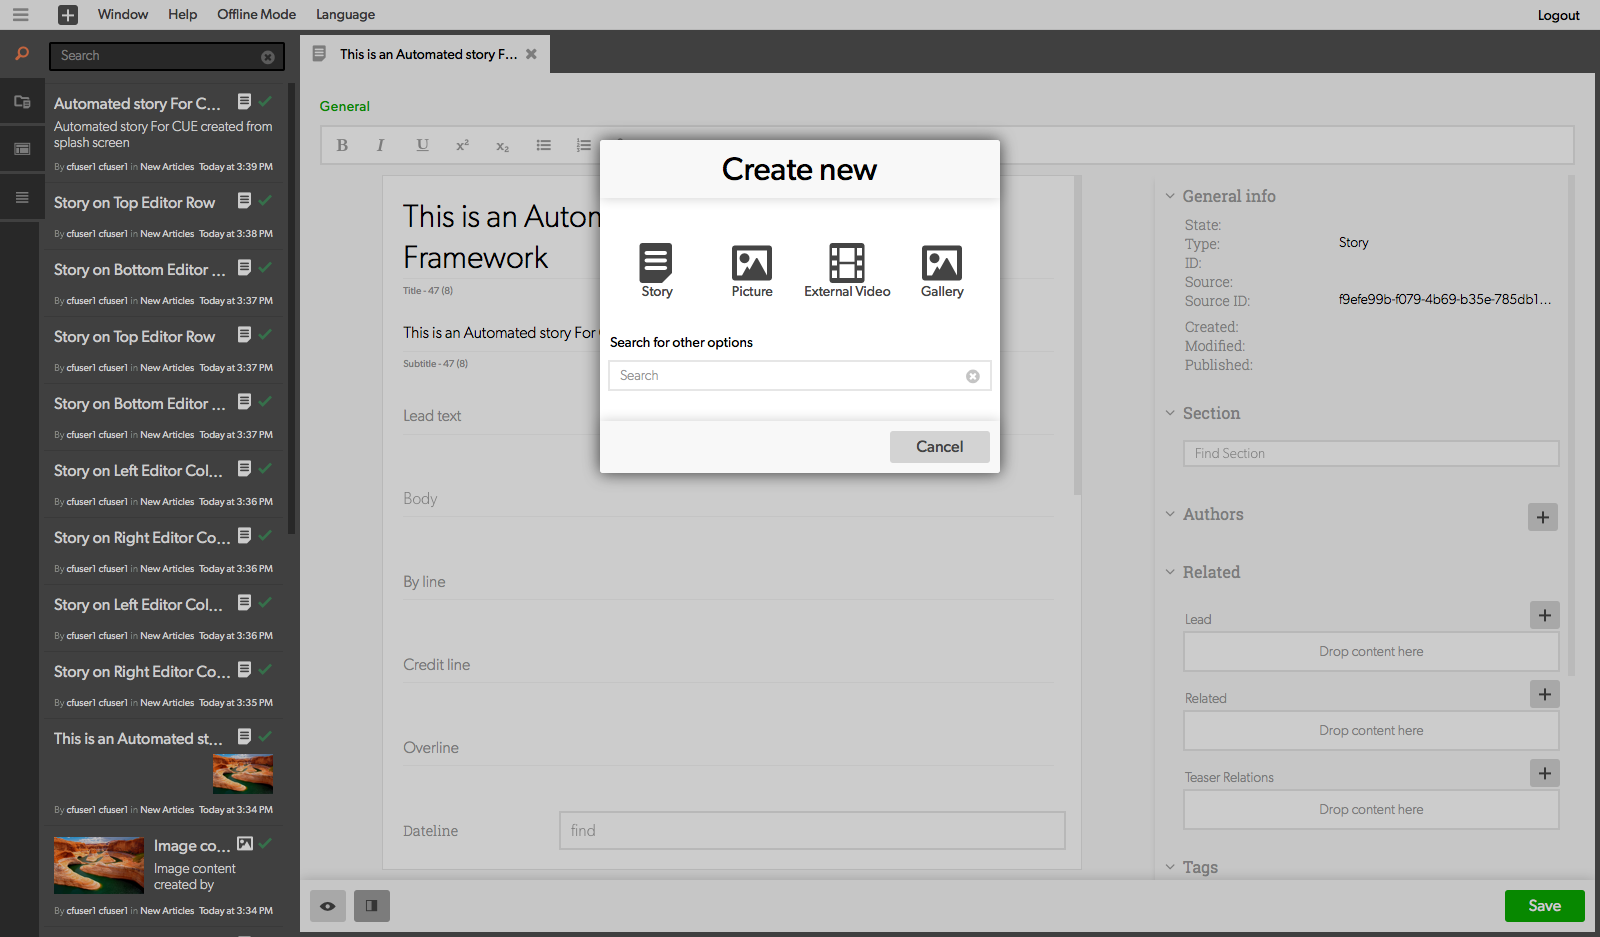 Window Help Offline Mode Language Logout
Search
This is an Automated story F...
Automated story For C...
Automated story For CUE created from
splash screen
By cfuser1 cfuser1 in New Articles Today at 3:39 PM
Story on Top Editor Row
By cfuser1 cfuser1 in New Articles Today at 3:38 PM
Story on Bottom Editor ...
By cfuser1 cfuser1 in New Articles Today at 3:37 PM
Story on Top Editor Row
By cfuser1 cfuser1 in New Articles Today at 3:37 PM
Story on Bottom Editor ...
By cfuser1 cfuser1 in New Articles Today at 3:37 PM
Story on Left Editor Col...
By cfuser1 cfuser1 in New Articles Today at 3:36 PM
Story on Right Editor Co...
By cfuser1 cfuser1 in New Articles Today at 3:36 PM
Story on Left Editor Col...
By cfuser1 cfuser1 in New Articles Today at 3:36 PM
Story on Right Editor Co...
By cfuser1 cfuser1 in New Articles Today at 3:35 PM
This is an Automated st...
By cfuser1 cfuser1 in New Articles Today at 3:34 PM
Image co...
Image content
created by
By cfuser1 cfuser1 in New Articles Today at 3:34 PM
General
B I U x² x₂
This is an Autom
Framework
Title - 47 (8)
This is an Automated story For
Subtitle - 47 (8)
Lead text
Body
By line
Credit line
Overline
Dateline find
Create new
Story Picture External Video Gallery
Search for other options
Search
Cancel
General info
State:
Type: Story
ID:
Source:
Source ID: f9efe99b-f079-4b69-b35e-785db1...
Created:
Modified:
Published:
Section
Find Section
Authors
Related
Lead
Drop content here
Related
Drop content here
Teaser Relations
Drop content here
Tags
Save